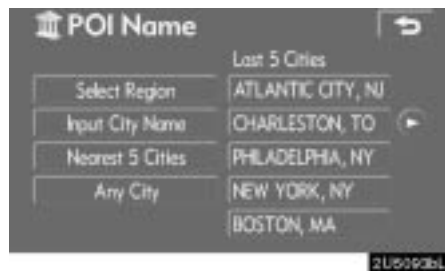 POI Name
Last 5 Cities
Select Region
ATLANTIC CITY, NJ
Input City Name
CHARLESTON, TO
Nearest 5 Cities
PHILADELPHIA, NY
Any City
NEW YORK, NY
BOSTON, MA
2U5093bL